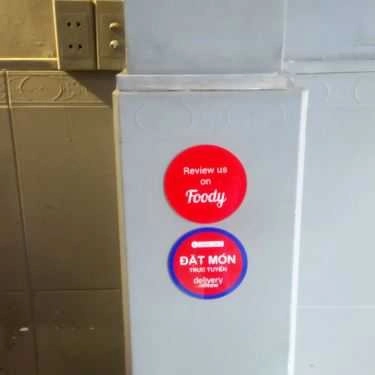 Review us
on
Foody
ĐẶT MÓN
TRỰC TUYẾN
delivery